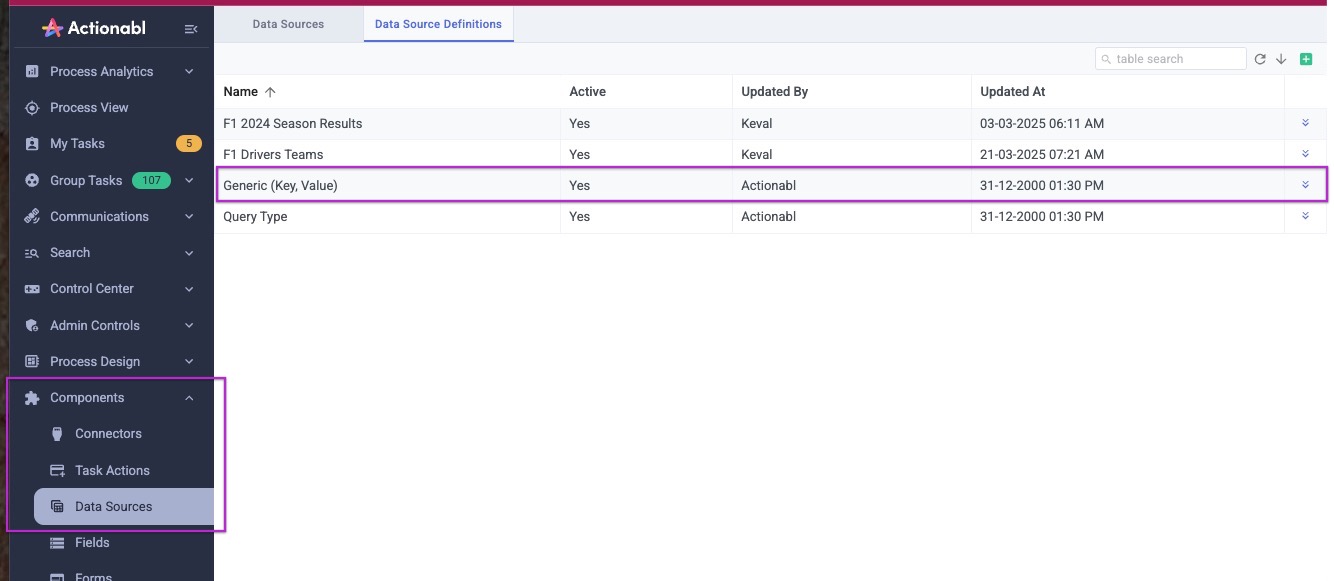 Actionabl
Process Analytics
Process View
My Tasks 5
Group Tasks 107
Communications
Search
Control Center
Admin Controls
Process Design
Components
Connectors
Task Actions
Data Sources
Fields
Forms
Data Sources Data Source Definitions
table search
Name Active Updated By Updated At
F1 2024 Season Results Yes Keval 03-03-2025 06:11 AM
F1 Drivers Teams Yes Keval 21-03-2025 07:21 AM
Generic (Key, Value) Yes Actionabl 31-12-2000 01:30 PM
Query Type Yes Actionabl 31-12-2000 01:30 PM